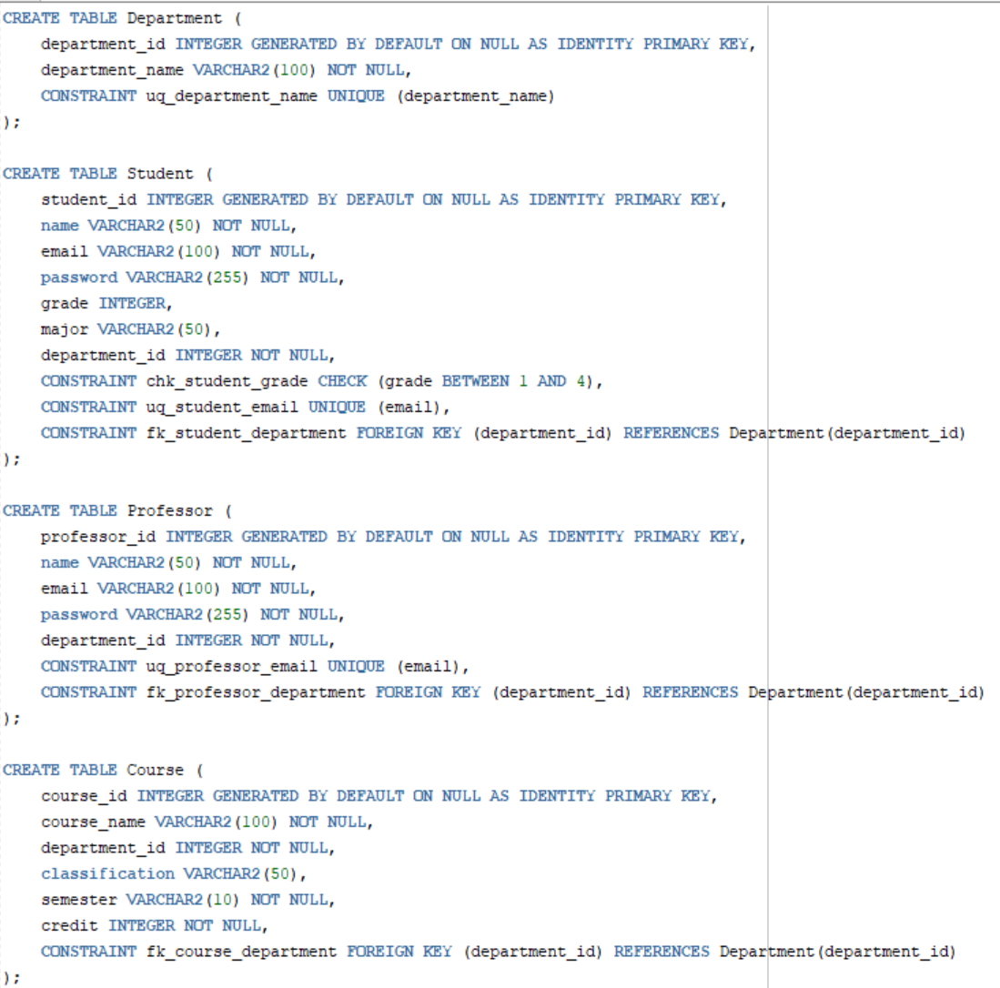 CREATE TABLE Department (
    department_id INTEGER GENERATED BY DEFAULT ON NULL AS IDENTITY PRIMARY KEY,
    department_name VARCHAR2(100) NOT NULL,
    CONSTRAINT uq_department_name UNIQUE (department_name)
);

CREATE TABLE Student (
    student_id INTEGER GENERATED BY DEFAULT ON NULL AS IDENTITY PRIMARY KEY,
    name VARCHAR2(50) NOT NULL,
    email VARCHAR2(100) NOT NULL,
    password VARCHAR2(255) NOT NULL,
    grade INTEGER,
    major VARCHAR2(50),
    department_id INTEGER NOT NULL,
    CONSTRAINT chk_student_grade CHECK (grade BETWEEN 1 AND 4),
    CONSTRAINT uq_student_email UNIQUE (email),
    CONSTRAINT fk_student_department FOREIGN KEY (department_id) REFERENCES Department(department_id)
);

CREATE TABLE Professor (
    professor_id INTEGER GENERATED BY DEFAULT ON NULL AS IDENTITY PRIMARY KEY,
    name VARCHAR2(50) NOT NULL,
    email VARCHAR2(100) NOT NULL,
    password VARCHAR2(255) NOT NULL,
    department_id INTEGER NOT NULL,
    CONSTRAINT uq_professor_email UNIQUE (email),
    CONSTRAINT fk_professor_department FOREIGN KEY (department_id) REFERENCES Department(department_id)
);

CREATE TABLE Course (
    course_id INTEGER GENERATED BY DEFAULT ON NULL AS IDENTITY PRIMARY KEY,
    course_name VARCHAR2(100) NOT NULL,
    department_id INTEGER NOT NULL,
    classification VARCHAR2(50),
    semester VARCHAR2(10) NOT NULL,
    credit INTEGER NOT NULL,
    CONSTRAINT fk_course_department FOREIGN KEY (department_id) REFERENCES Department(department_id)
);